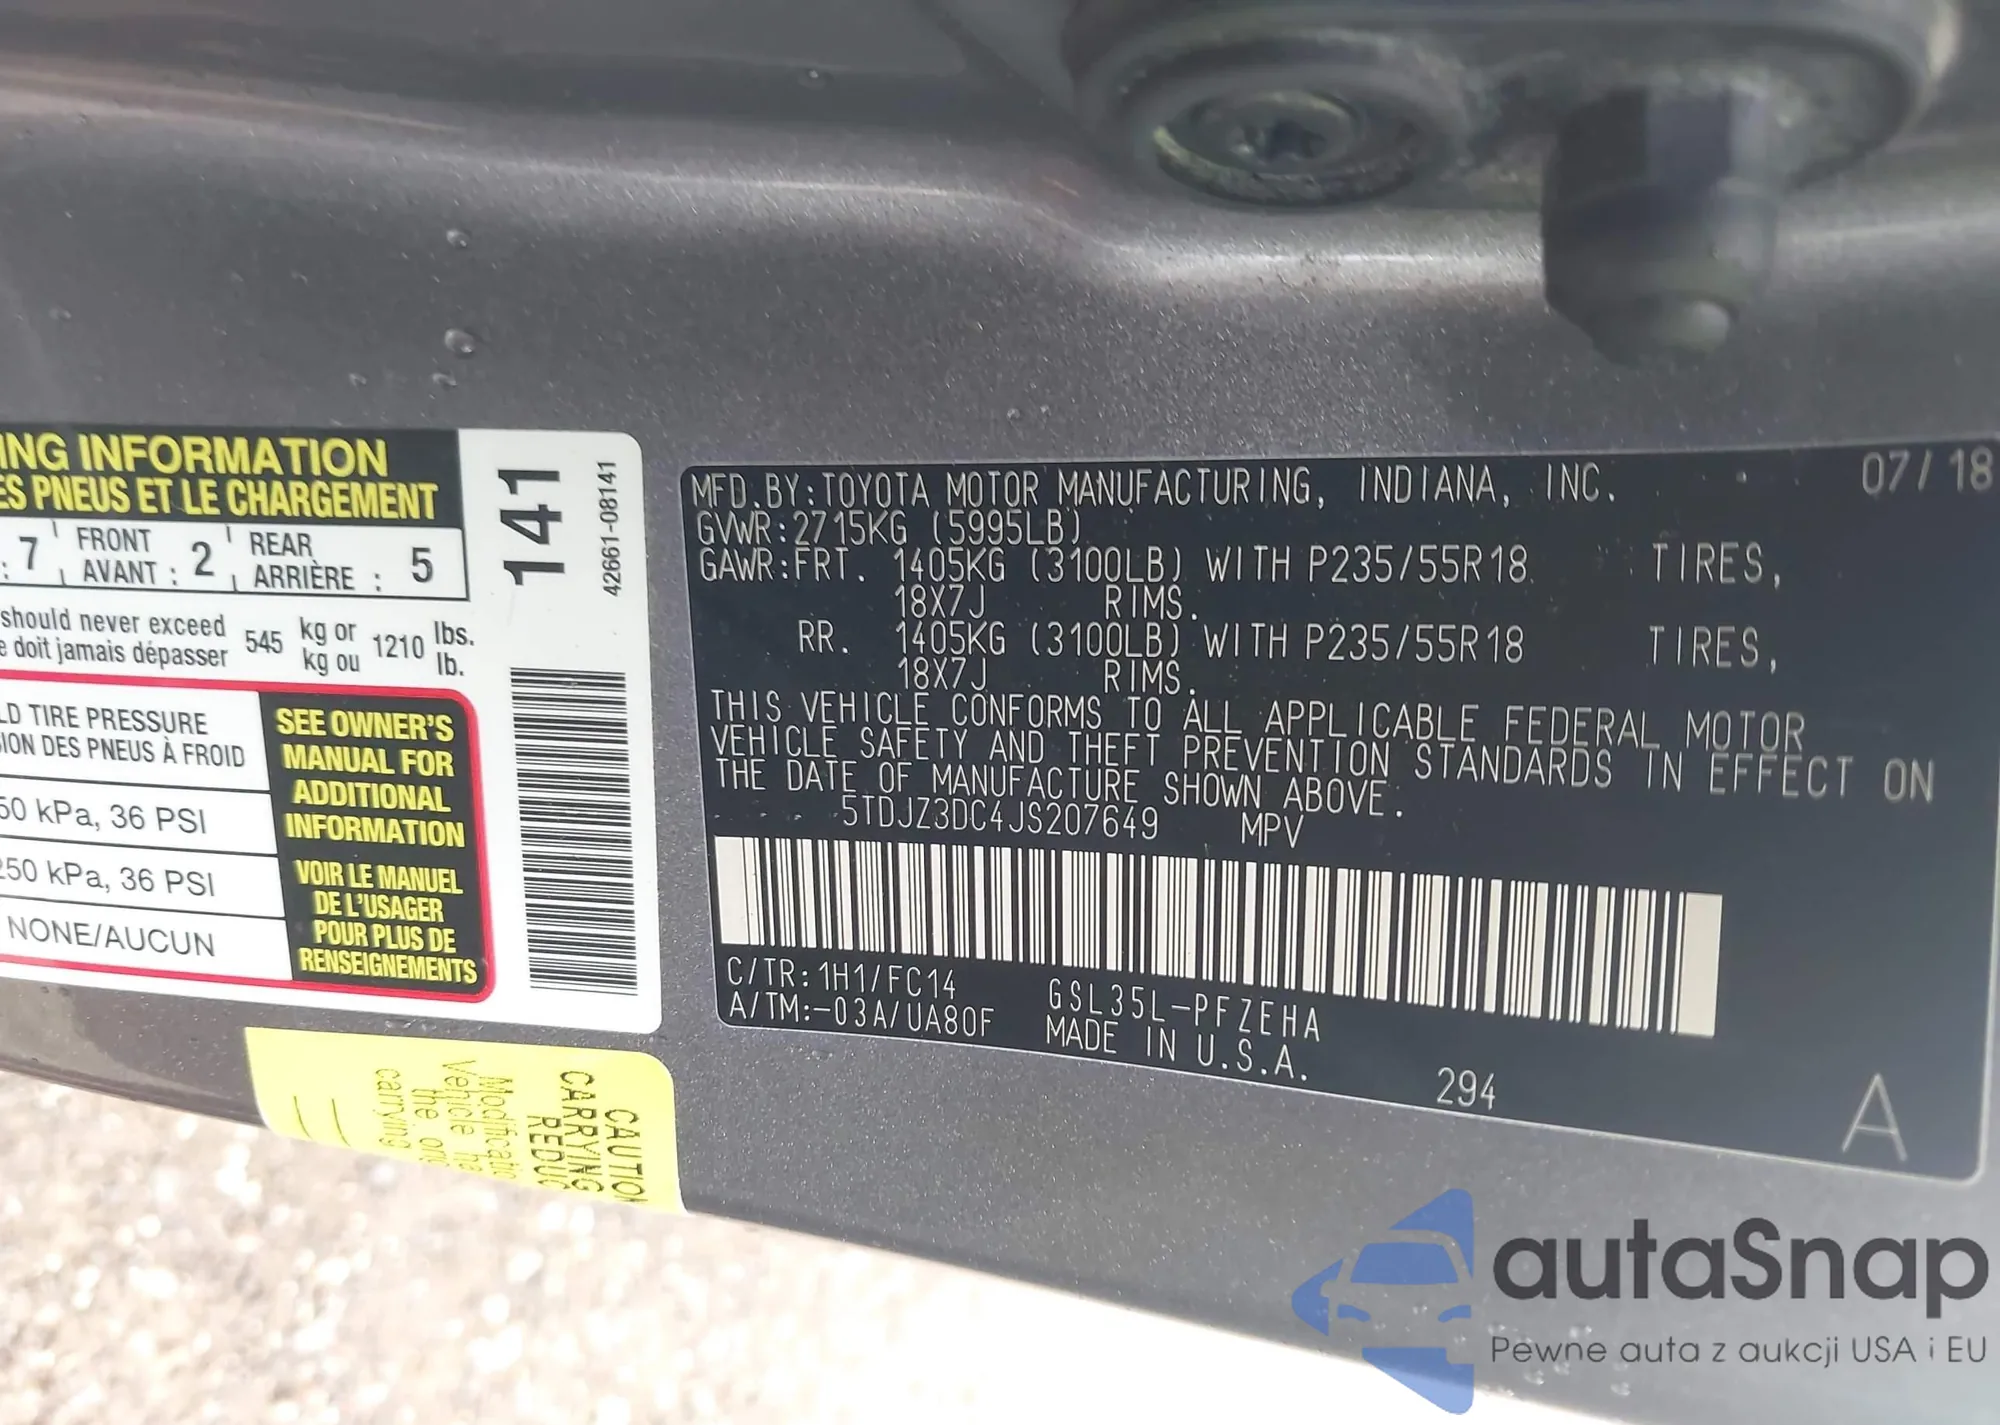 ING INFORMATION
ES PNEUS ET LE CHARGEMENT
: 7 FRONT AVANT : 2 REAR ARRIÈRE : 5
should never exceed 545 kg or 1210 lbs.
e doit jamais dépasser kg ou lb.
LD TIRE PRESSURE
ION DES PNEUS À FROID
50 kPa, 36 PSI
250 kPa, 36 PSI
NONE/AUCUN
SEE OWNER'S
MANUAL FOR
ADDITIONAL
INFORMATION
VOIR LE MANUEL
DE L'USAGER
POUR PLUS DE
RENSEIGNEMENTS
141
42661-08141
CAUTIO
CARRYING
REDUC
Modificatio
Vehicle ha
the
carrying
MFD.BY:TOYOTA MOTOR MANUFACTURING, INDIANA, INC. 07/18
GVWR:2715KG (5995LB)
GAWR:FRT. 1405KG (3100LB) WITH P235/55R18 TIRES,
18X7J RIMS.
RR. 1405KG (3100LB) WITH P235/55R18 TIRES,
18X7J RIMS.
THIS VEHICLE CONFORMS TO ALL APPLICABLE FEDERAL MOTOR
VEHICLE SAFETY AND THEFT PREVENTION STANDARDS IN EFFECT ON
THE DATE OF MANUFACTURE SHOWN ABOVE.
5TDJZ3DC4JS207649 MPV
C/TR:1H1/FC14 GSL35L-PFZEHA
A/TM:-03A/UA80F MADE IN U.S.A.
294
A
autaSnap
Pewne auta z aukcji USA i EU